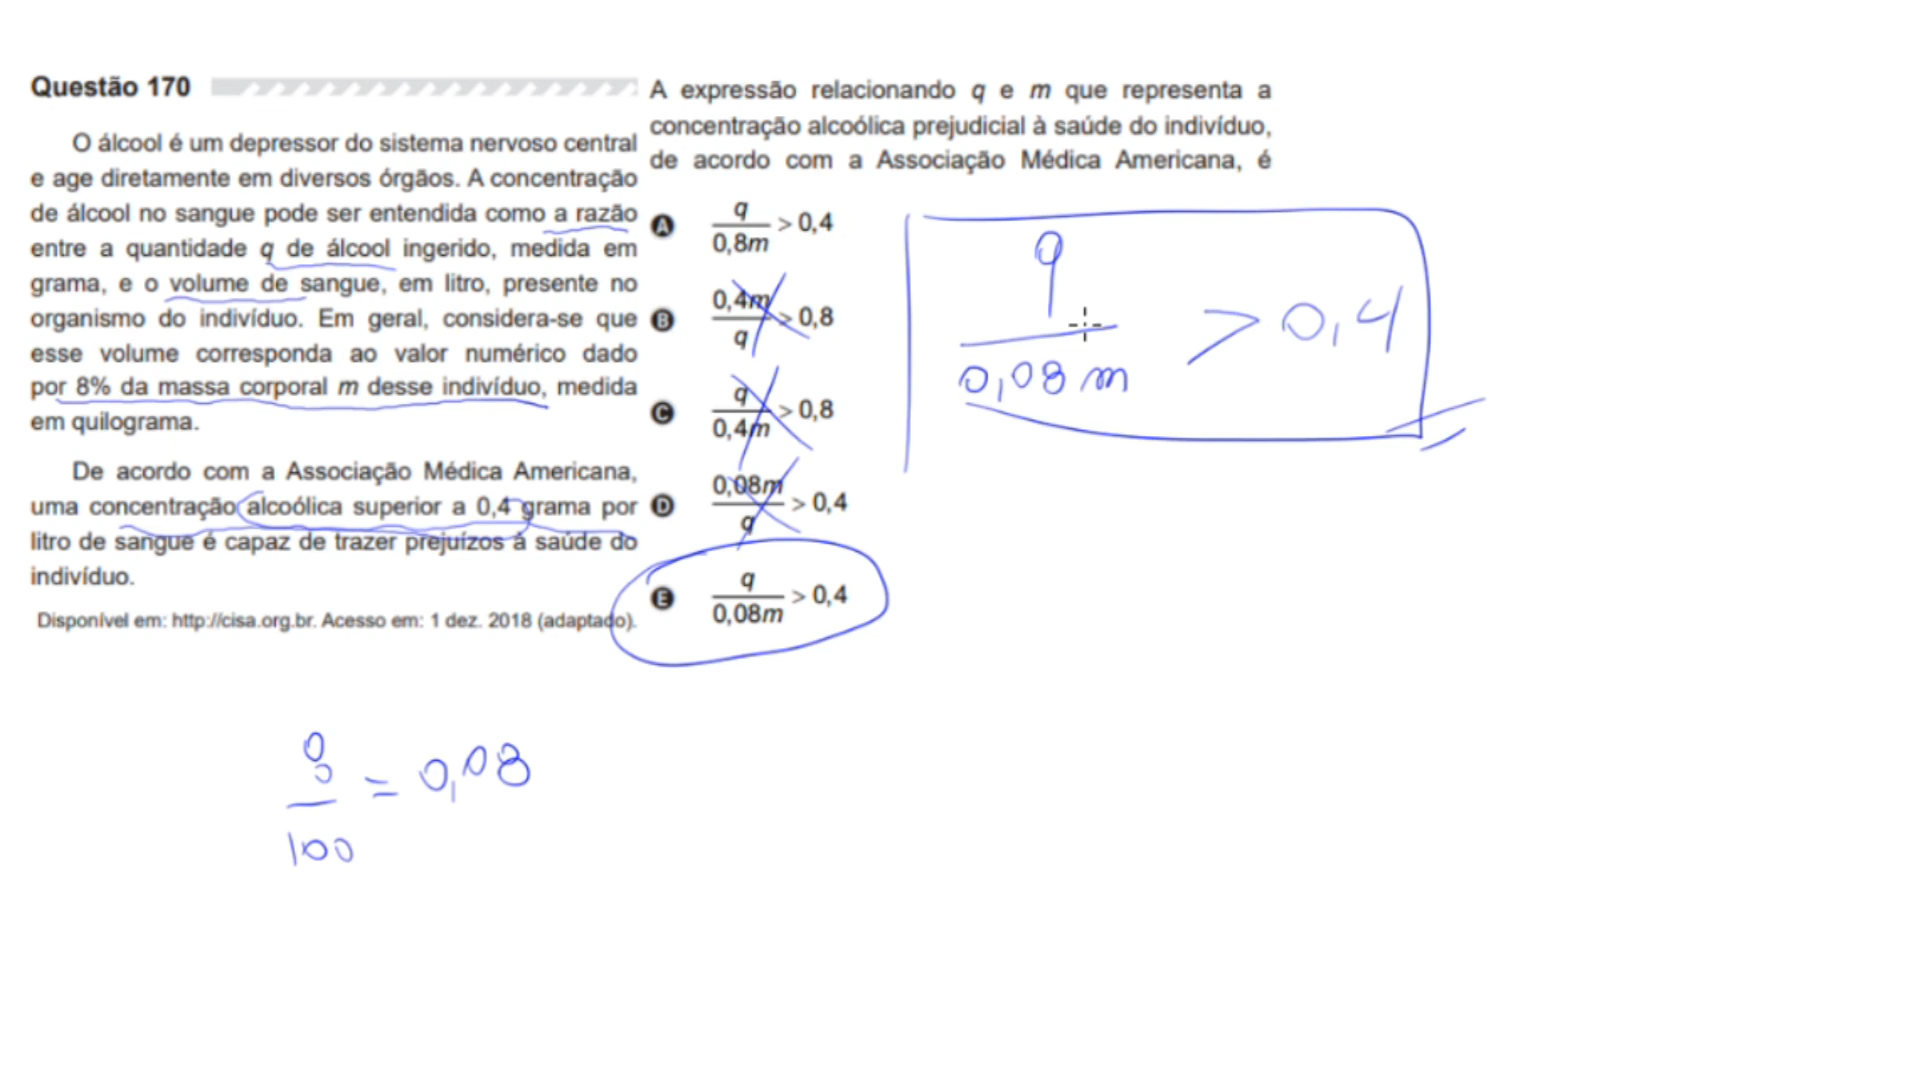 Questão 170
O álcool é um depressor do sistema nervoso central
e age diretamente em diversos órgãos. A concentração
de álcool no sangue pode ser entendida como a razão
entre a quantidade q de álcool ingerido, medida em
grama, e o volume de sangue, em litro, presente no
organismo do indivíduo. Em geral, considera-se que
esse volume corresponda ao valor numérico dado
por 8% da massa corporal m desse indivíduo, medida
em quilograma.
De acordo com a Associação Médica Americana,
uma concentração alcoólica superior a 0,4 grama por
litro de sangue é capaz de trazer prejuízos à saúde do
indivíduo.
Disponível em: http://cisa.org.br. Acesso em: 1 dez. 2018 (adaptado).
A expressão relacionando q e m que representa a
concentração alcoólica prejudicial à saúde do indivíduo,
de acordo com a Associação Médica Americana, é
A q/0,8m > 0,4
B 0,4m/q > 0,8
C q/0,4m > 0,8
D 0,08m/q > 0,4
E q/0,08m > 0,4
q/0,08 m > 0,4
8/100 = 0,08